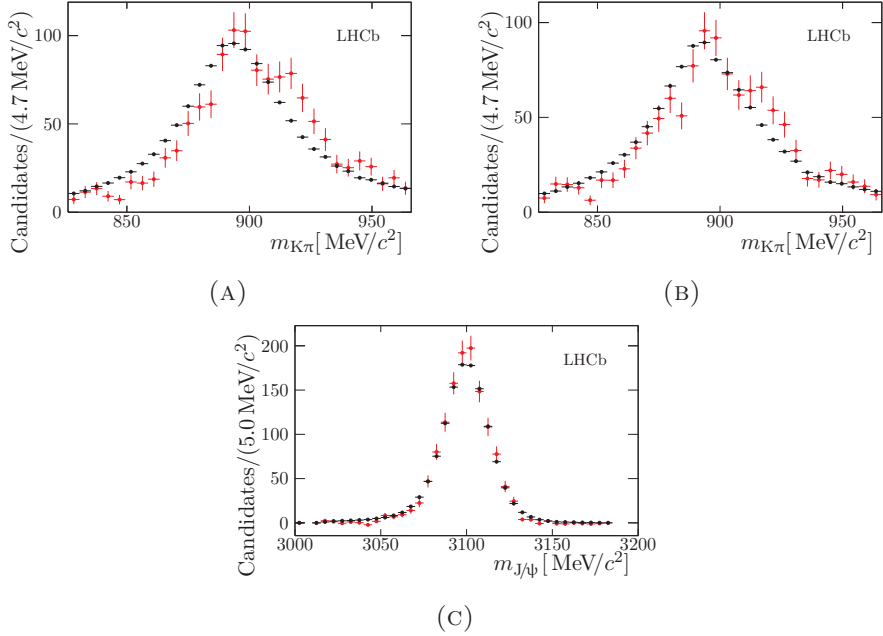 Candidates/(4.7 MeV/c²)
100
50
0
LHCb
850
900
950
m_Kπ[ MeV/c²]
(A)
Candidates/(4.7 MeV/c²)
100
50
0
LHCb
850
900
950
m_Kπ[ MeV/c²]
(B)
Candidates/(5.0 MeV/c²)
200
150
100
50
0
LHCb
3000
3050
3100
3150
3200
m_J/ψ[ MeV/c²]
(C)